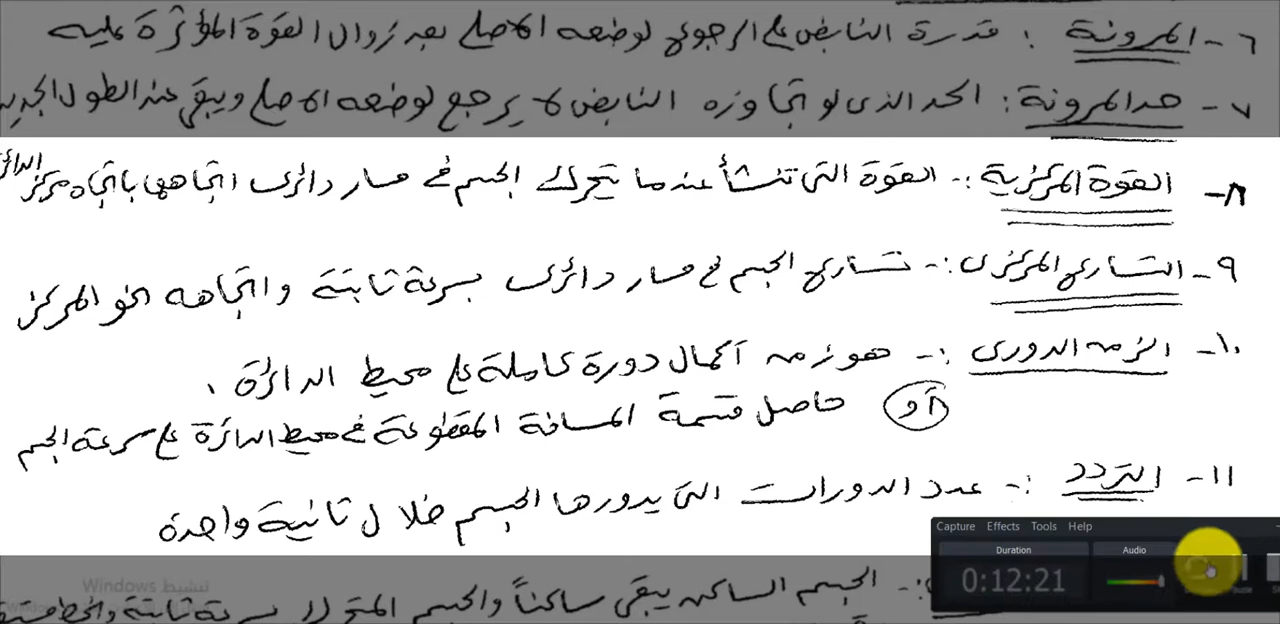 ٦- المرونة : قدرة النابض على الرجوع لوضعه الاصلي بعد زوال القوة المؤثرة عليه
٧- حد المرونة : الحد الذي لو تجاوزه النابض لا يرجع لوضعه الاصلي ويبقى عند الطول الجديد
٨- القوة المركزية :- القوة التي تنشأ عندما يتحرك الجسم في مسار دائري اتجاهها باتجاه مركز الدائرة
٩- التسارع المركزي :- تسارع الجسم في مسار دائري بسرعة ثابتة واتجاهه نحو المركز
١٠- الزمن الدوري :- هو زمن اكمال دورة كاملة على محيط الدائرة .
أو حاصل قسمة المسافة المقطوعة في محيط الدائرة على سرعة الجسم
١١- التردد :- عدد الدورات التي يدورها الجسم خلال ثانية واحدة
Capture Effects Tools Help
Duration Audio
0:12:21
:- الجسم الساكن يبقى ساكناً والجسم المتحرك بسرعة ثابتة
تنشيط Windows